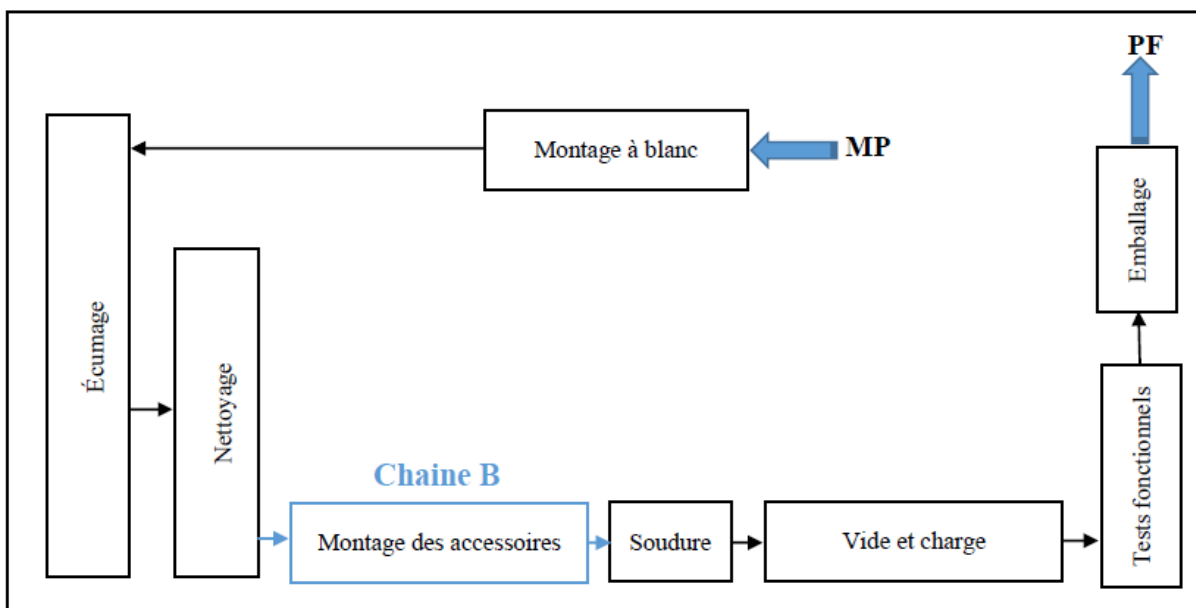 PF
Montage à blanc
MP
Emballage
Écumage
Nettoyage
Chaine B
Montage des accessoires
Soudure
Vide et charge
Tests fonctionnels